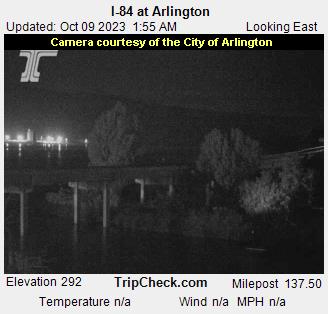 I-84 at Arlington
Updated: Oct 09 2023 1:55 AM Looking East
Camera courtesy of the City of Arlington
Elevation 292 TripCheck.com Milepost 137.50
Temperature n/a Wind n/a MPH n/a